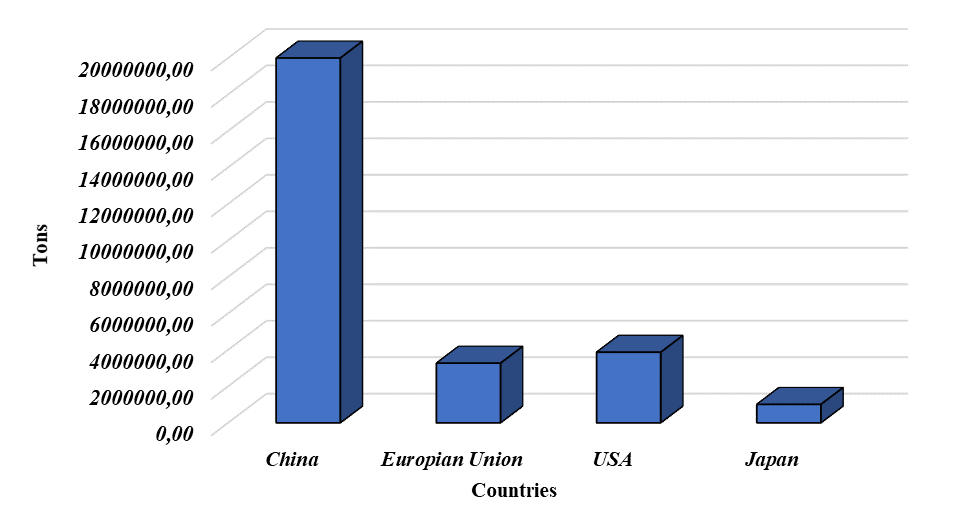 20000000,00
18000000,00
16000000,00
14000000,00
12000000,00
10000000,00
8000000,00
6000000,00
4000000,00
2000000,00
0,00
Tons
China
Europian Union
USA
Japan
Countries